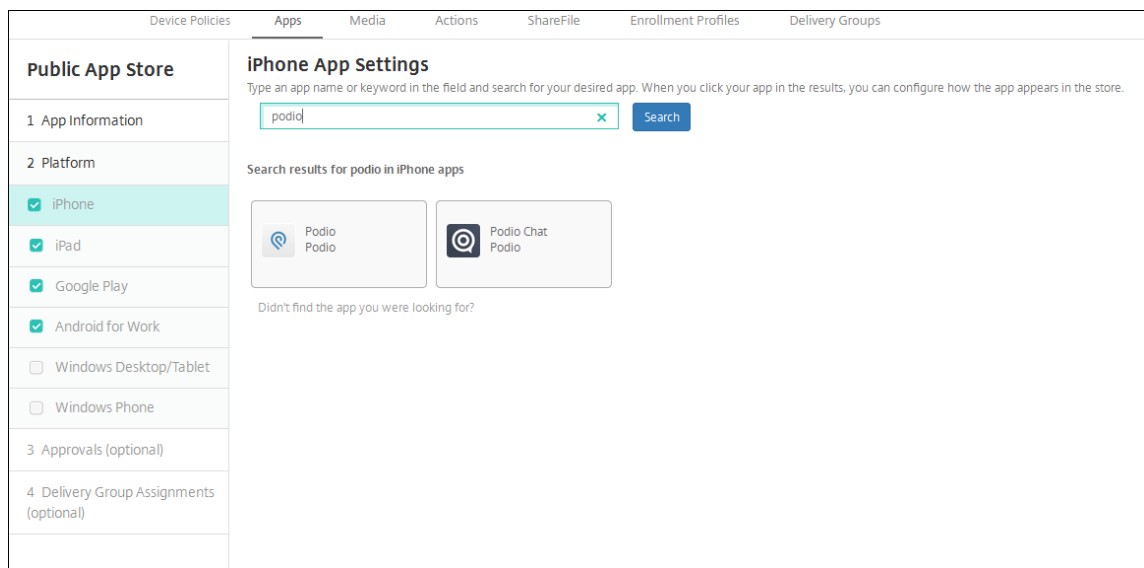 Device Policies Apps Media Actions ShareFile Enrollment Profiles Delivery Groups
Public App Store
1 App Information
2 Platform
iPhone
iPad
Google Play
Android for Work
Windows Desktop/Tablet
Windows Phone
3 Approvals (optional)
4 Delivery Group Assignments
(optional)
iPhone App Settings
Type an app name or keyword in the field and search for your desired app. When you click your app in the results, you can configure how the app appears in the store.
podio
Search
Search results for podio in iPhone apps
Podio
Podio
Podio Chat
Podio
Didn't find the app you were looking for?